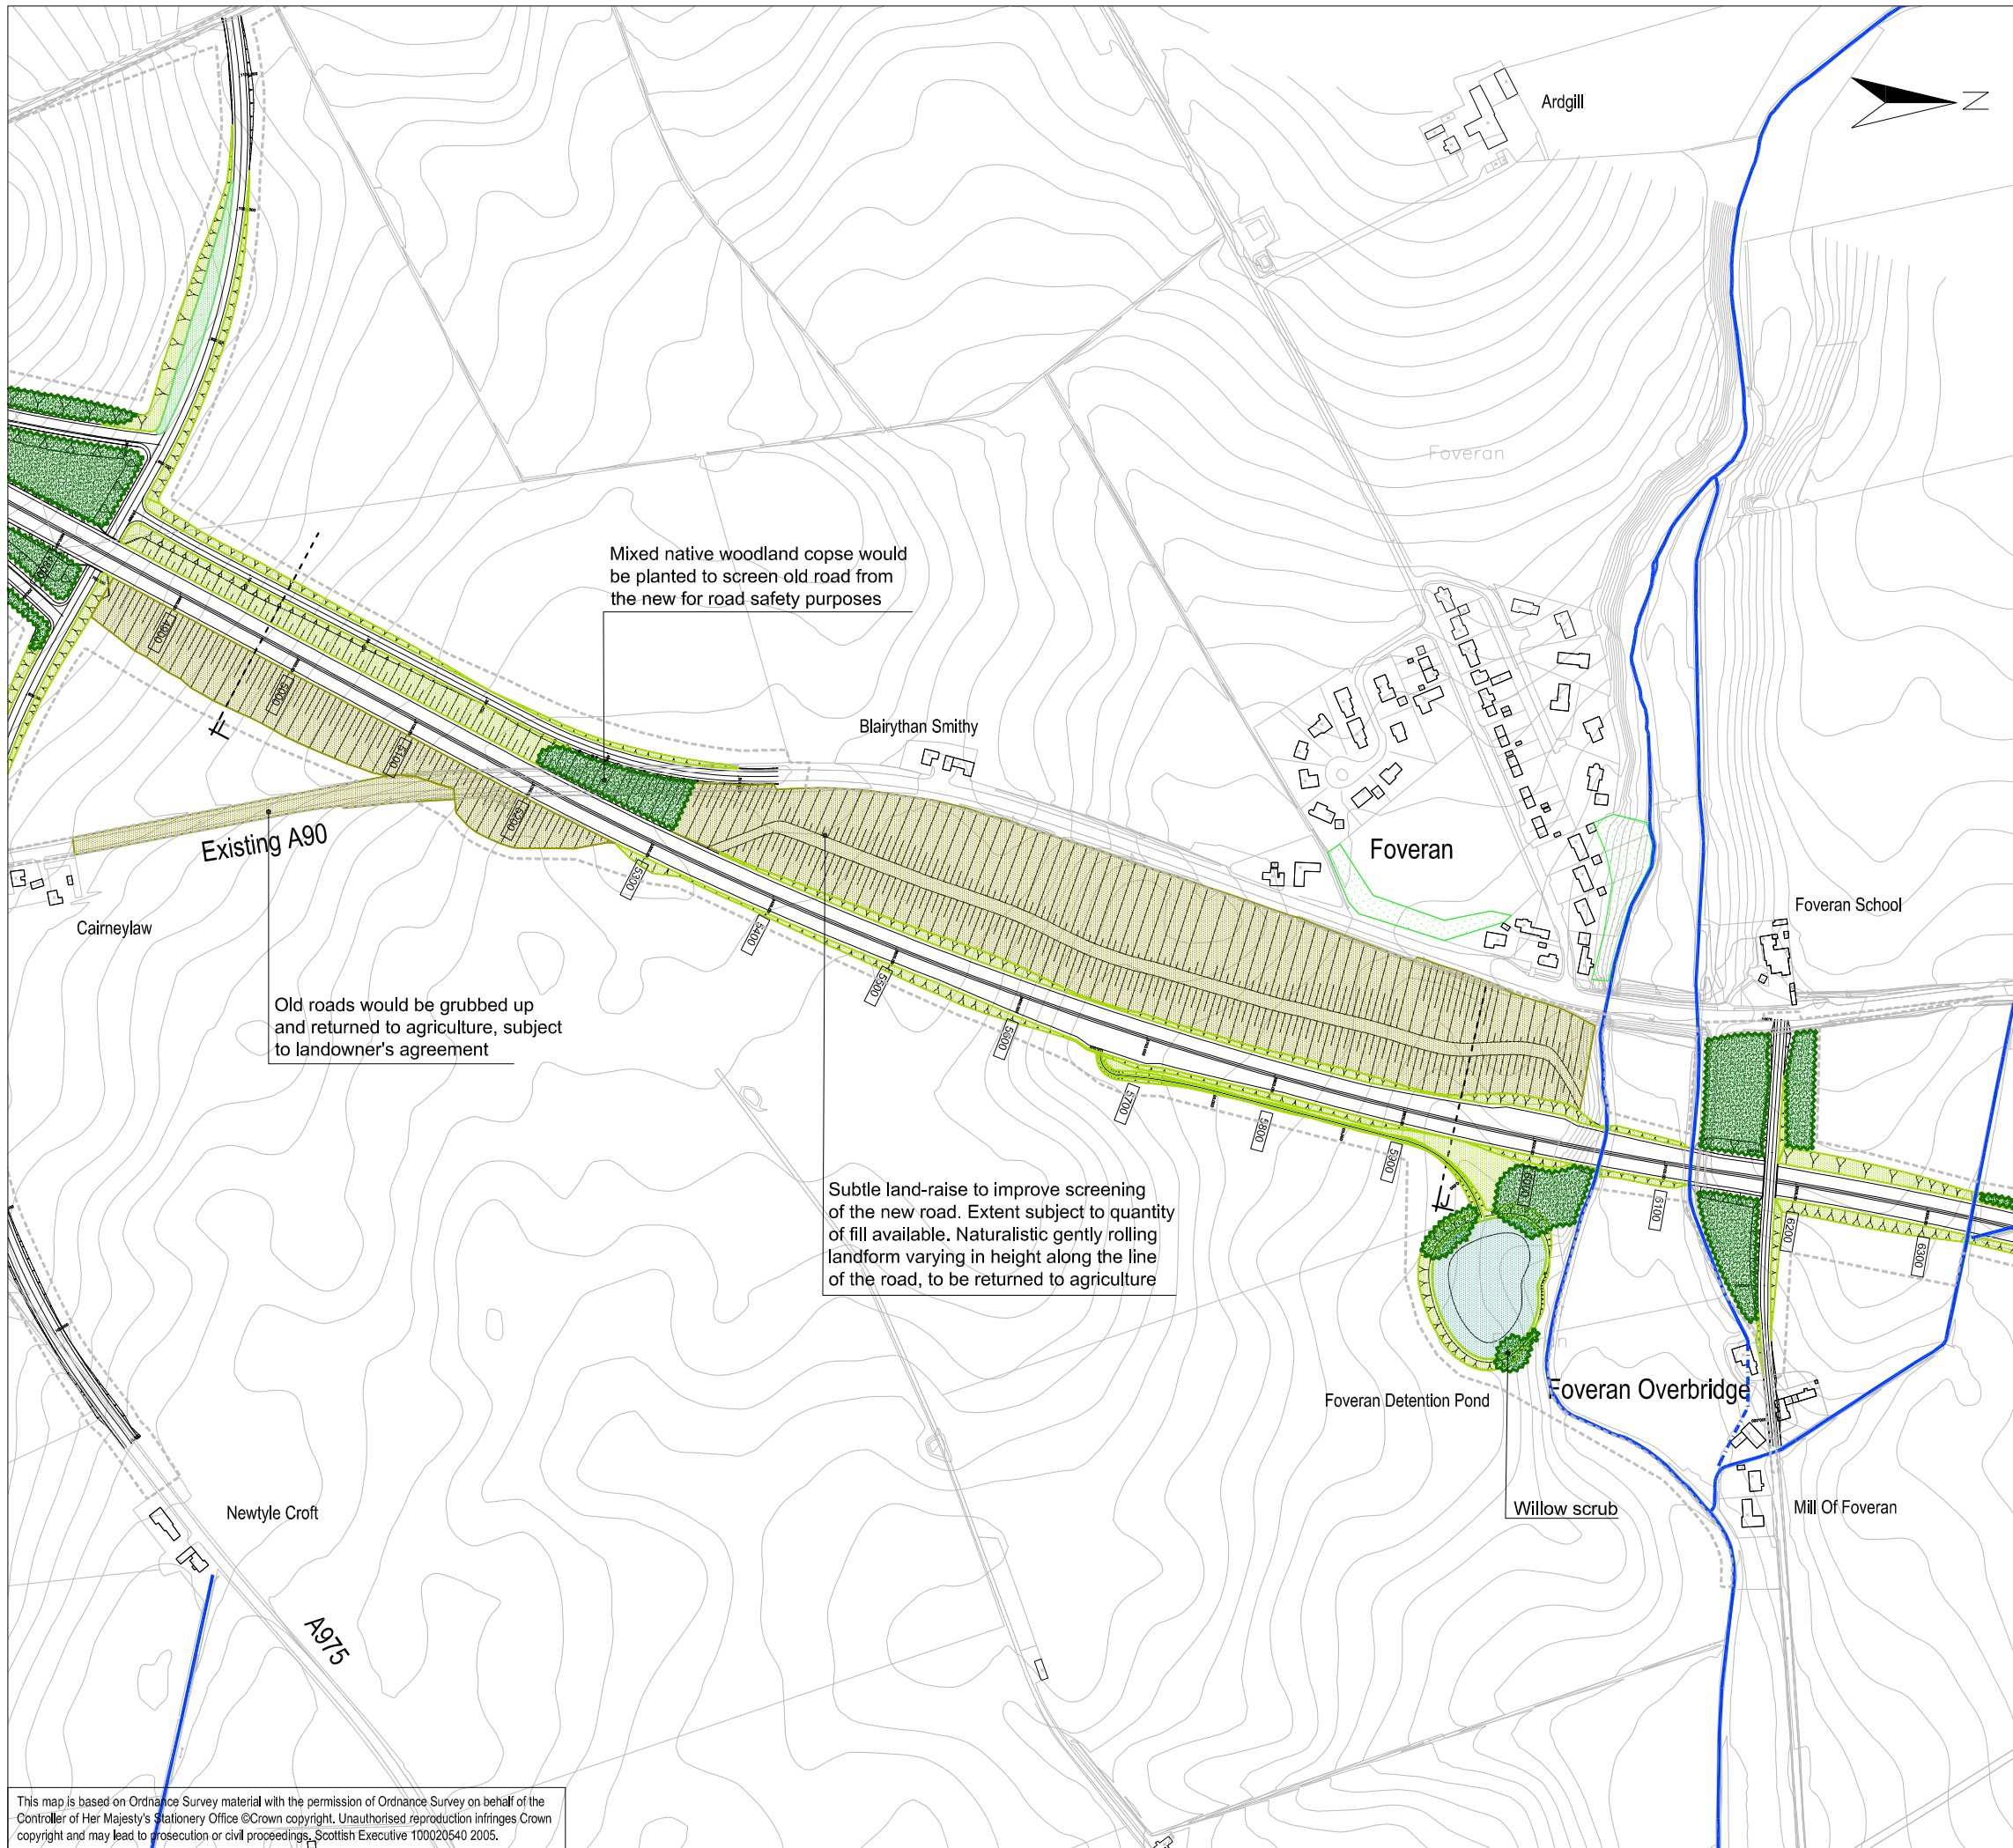 Ardgill
N
Foveran
Mixed native woodland copse would
be planted to screen old road from
the new for road safety purposes
Blairythan Smithy
Foveran
Existing A90
Cairneylaw
Foveran School
Old roads would be grubbed up
and returned to agriculture, subject
to landowner's agreement
4900
5000
5100
5200
5300
5400
5500
5600
5700
5800
5900
6000
6100
6200
6300
Subtle land-raise to improve screening
of the new road. Extent subject to quantity
of fill available. Naturalistic gently rolling
landform varying in height along the line
of the road, to be returned to agriculture
Foveran Detention Pond
Foveran Overbridge
Willow scrub
Mill Of Foveran
Newtyle Croft
A975
This map is based on Ordnance Survey material with the permission of Ordnance Survey on behalf of the
Controller of Her Majesty's Stationery Office ©Crown copyright. Unauthorised reproduction infringes Crown
copyright and may lead to prosecution or civil proceedings. Scottish Executive 100020540 2005.